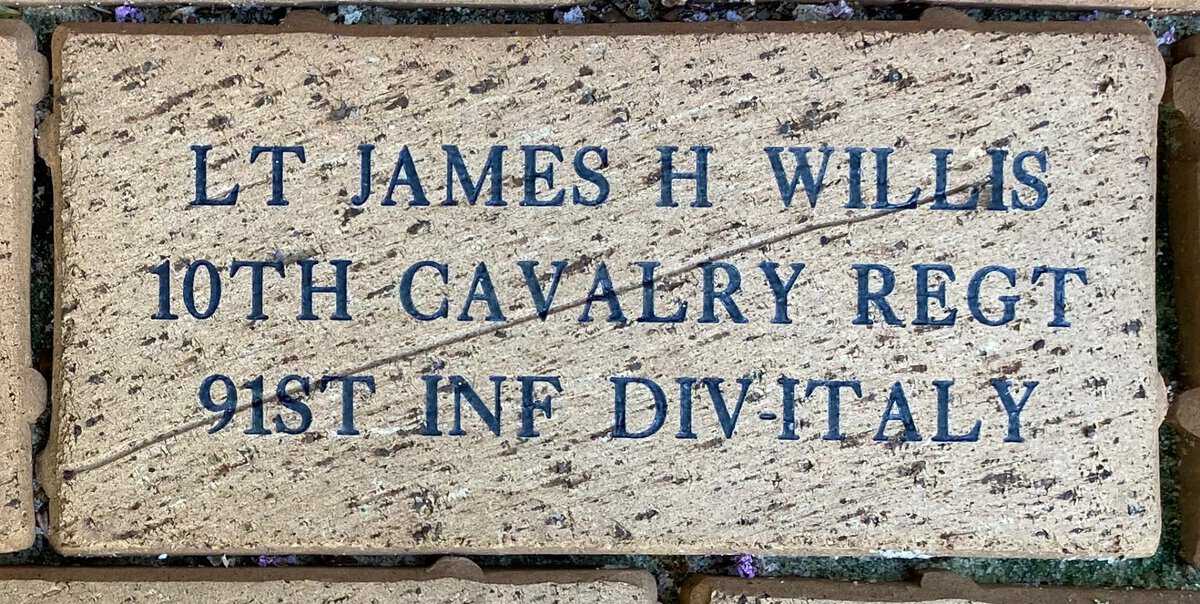 LT JAMES H WILLIS
10TH CAVALRY REGT
91ST INF DIV-ITALY